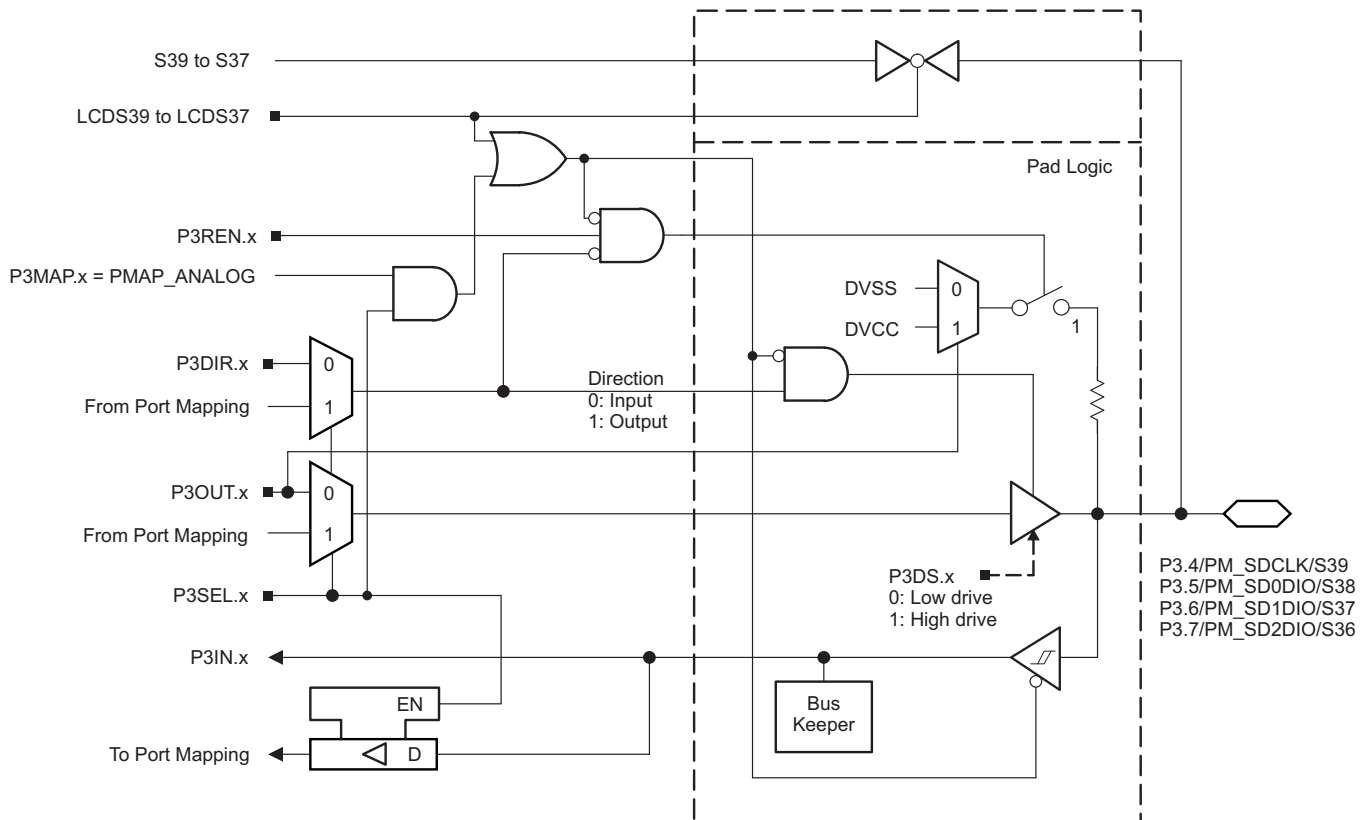 S39 to S37
LCDS39 to LCDS37
Pad Logic
P3REN.x
P3MAP.x = PMAP_ANALOG
DVSS
0
DVCC
1
1
P3DIR.x
0
From Port Mapping
1
Direction
0: Input
1: Output
P3OUT.x
0
From Port Mapping
1
P3SEL.x
P3DS.x
0: Low drive
1: High drive
P3.4/PM_SDCLK/S39
P3.5/PM_SD0DIO/S38
P3.6/PM_SD1DIO/S37
P3.7/PM_SD2DIO/S36
P3IN.x
Bus
Keeper
EN
To Port Mapping
D